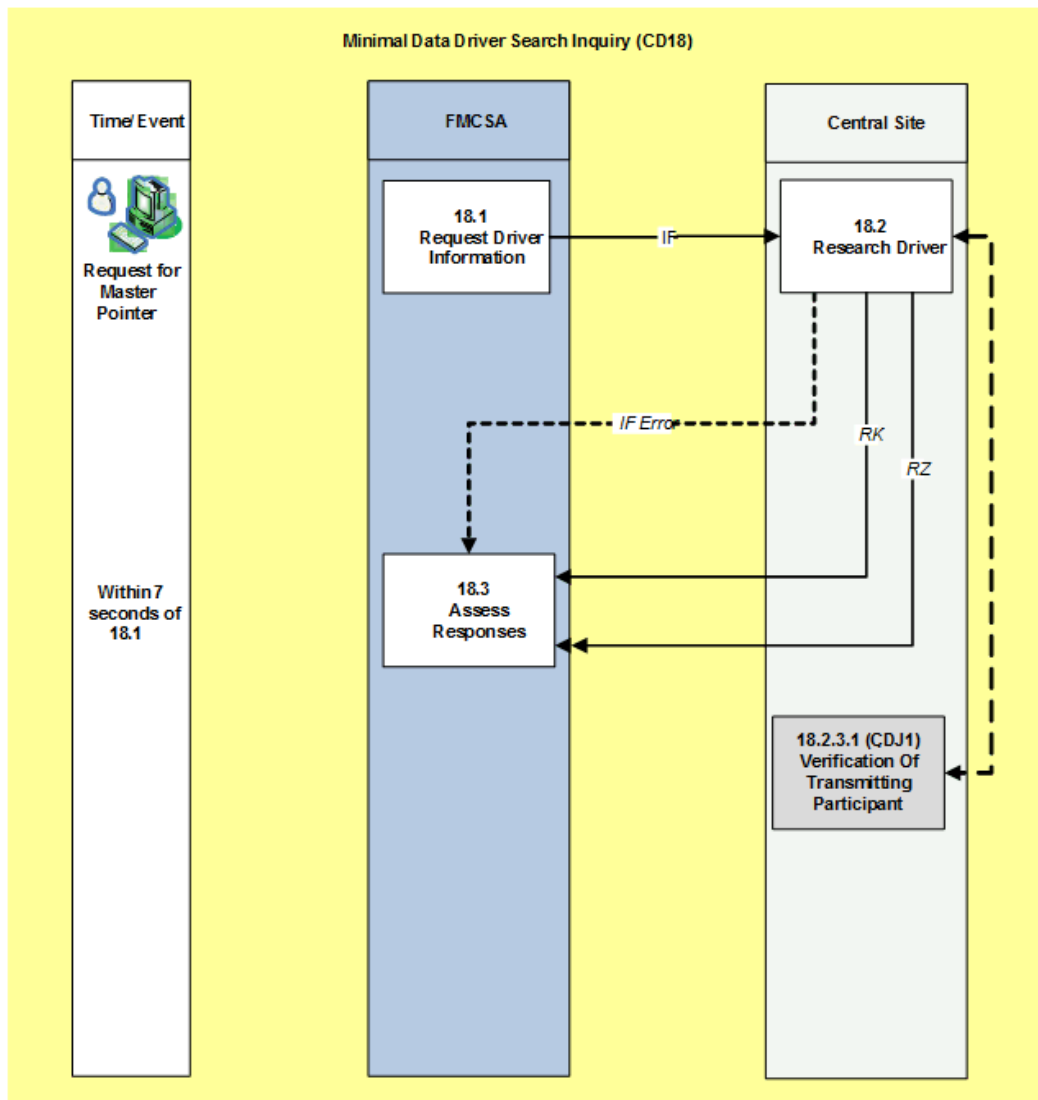 Minimal Data Driver Search Inquiry (CD18)
Time/Event
FMCSA
Central Site
18.1
Request Driver
Information
IF
18.2
Research Driver
Request for
Master
Pointer
IF Error
RK
RZ
Within 7
seconds of
18.1
18.3
Assess
Responses
18.2.3.1 (CDJ1)
Verification Of
Transmitting
Participant